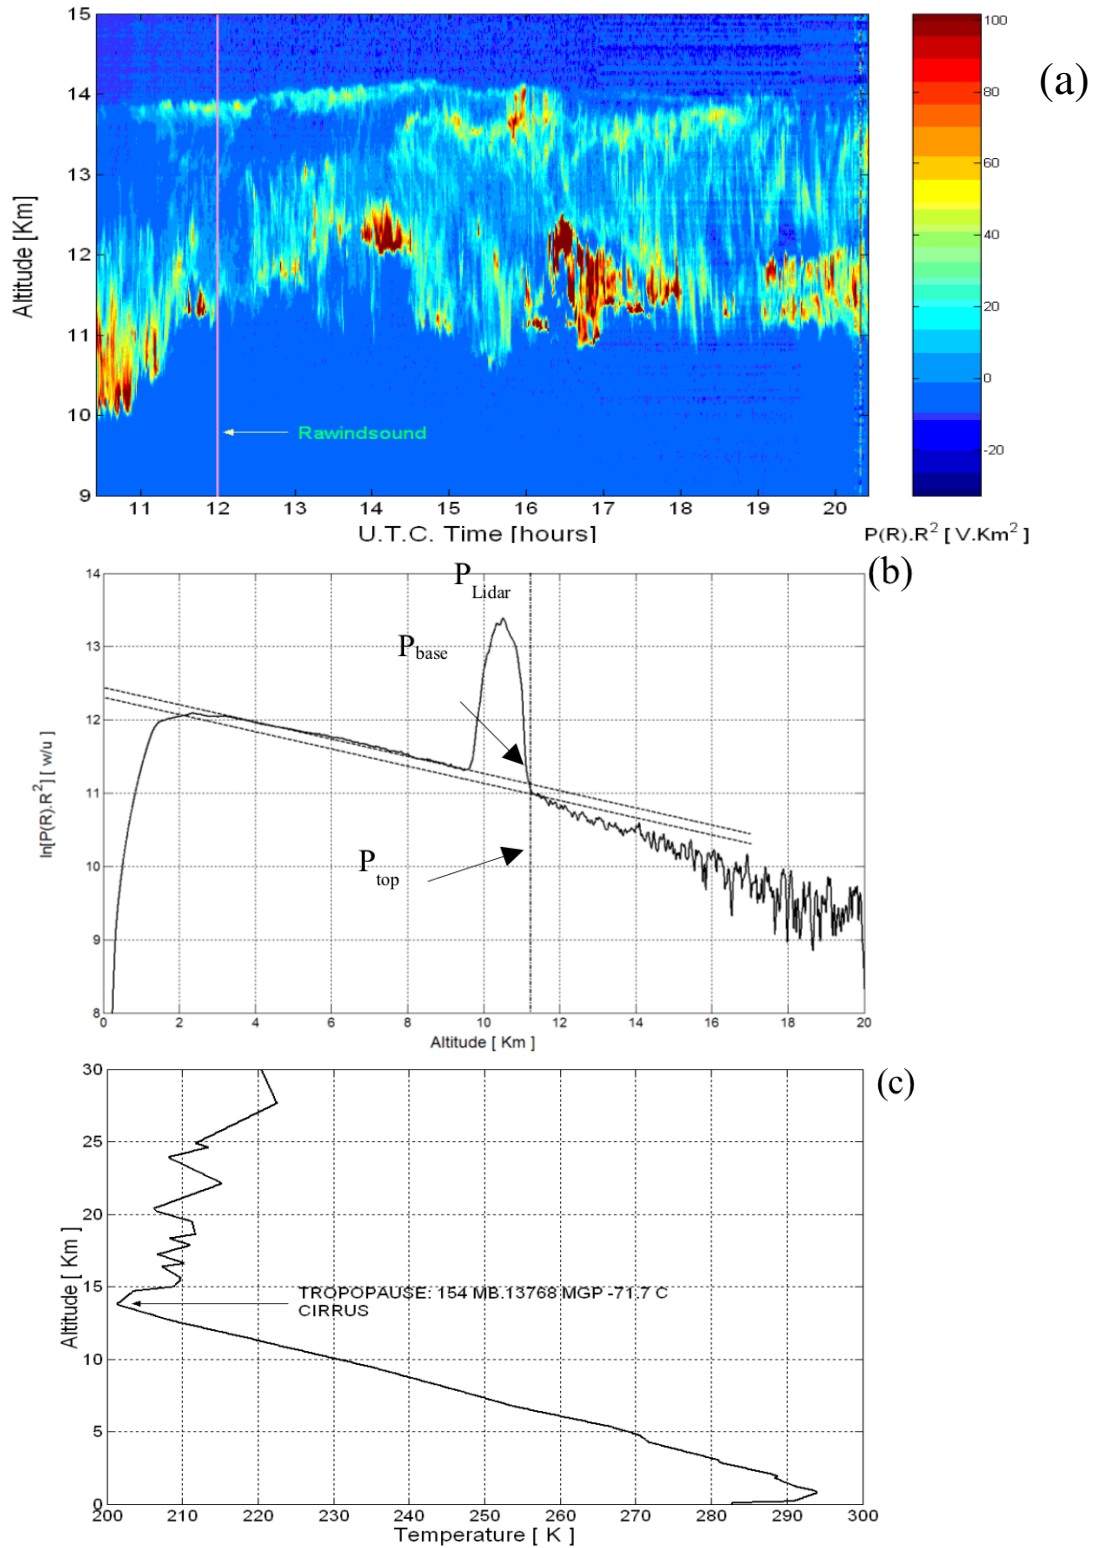 15
14
13
12
11
10
9
Altitude [Km]
11 12 13 14 15 16 17 18 19 20
U.T.C. Time [hours]
Rawindsound
100
80
60
40
20
0
-20
P(R).R² [ V.Km² ]
(a)
(b)
14
13
12
11
10
9
8
ln[P(R).R²] [ w/u ]
P Lidar
P base
P top
0 2 4 6 8 10 12 14 16 18 20
Altitude [ Km ]
(c)
30
25
20
15
10
5
0
Altitude [ Km ]
TROPOPAUSE: 154 MB.13768 MGP -71.7 C
CIRRUS
200 210 220 230 240 250 260 270 280 290 300
Temperature [ K ]